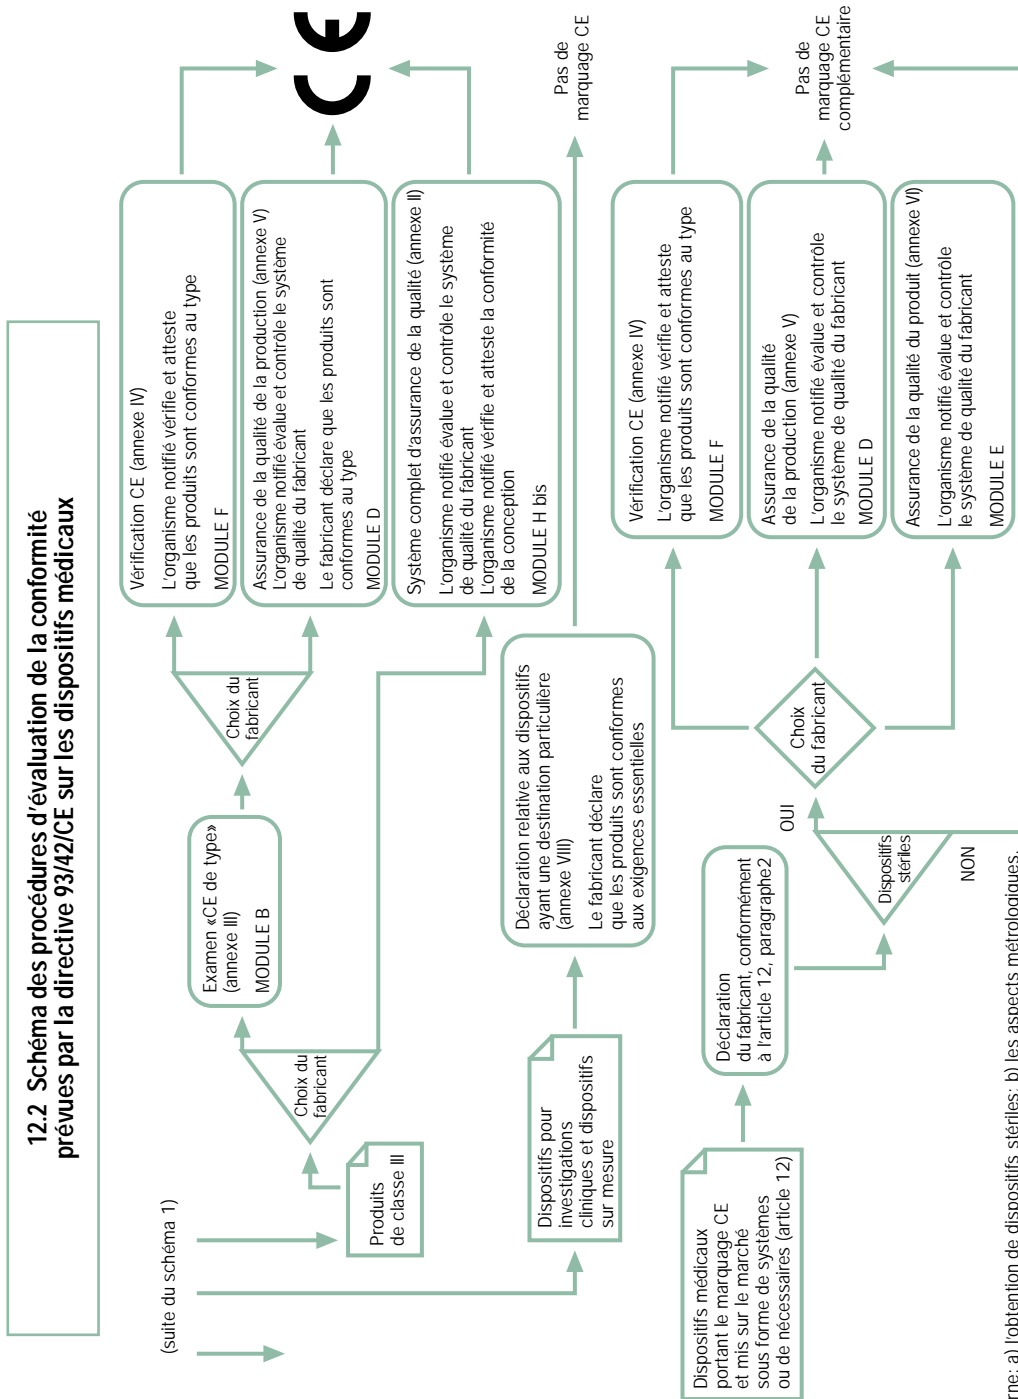 12.2 Schéma des procédures d'évaluation de la conformité
prévues par la directive 93/42/CE sur les dispositifs médicaux
(suite du schéma 1)
Produits
de classe III
Choix du
fabricant
Examen «CE de type»
(annexe III)
MODULE B
Choix du
fabricant
Vérification CE (annexe IV)
L'organisme notifié vérifie et atteste
que les produits sont conformes au type
MODULE F
Assurance de la qualité de la production (annexe V)
L'organisme notifié évalue et contrôle le système
de qualité du fabricant
Le fabricant déclare que les produits sont
conformes au type
MODULE D
Système complet d'assurance de la qualité (annexe II)
L'organisme notifié évalue et contrôle le système
de qualité du fabricant
L'organisme notifié vérifie et atteste la conformité
de la conception
MODULE H bis
CE
Dispositifs pour
investigations
cliniques et dispositifs
sur mesure
Déclaration relative aux dispositifs
ayant une destination particulière
(annexe VIII)
Le fabricant déclare
que les produits sont conformes
aux exigences essentielles
Pas de
marquage CE
Dispositifs médicaux
portant le marquage CE
et mis sur le marché
sous forme de systèmes
ou de nécessaires (article 12)
Déclaration
du fabricant, conformément
à l'article 12, paragraphe2
Dispositifs
stériles
OUI
NON
Choix
du fabricant
Vérification CE (annexe IV)
L'organisme notifié vérifie et atteste
que les produits sont conformes au type
MODULE F
Assurance de la qualité
de la production (annexe V)
L'organisme notifié évalue et contrôle
le système de qualité du fabricant
MODULE D
Assurance de la qualité du produit (annexe VI)
L'organisme notifié évalue et contrôle
le système de qualité du fabricant
MODULE E
Pas de
marquage CE
complémentaire
rne: a) l'obtention de dispositifs stériles; b) les aspects métrologiques.